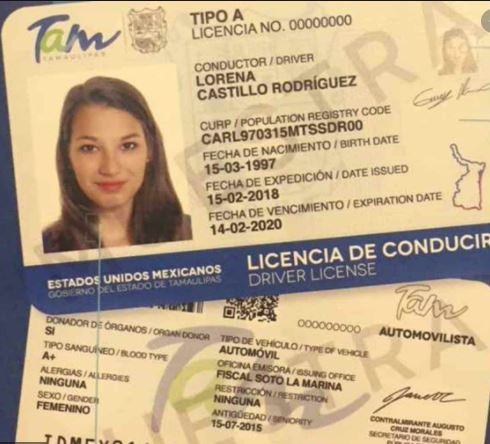 Tam
TAMAULIPAS
TIPO A
LICENCIA NO. 00000000
CONDUCTOR / DRIVER
LORENA
CASTILLO RODRÍGUEZ
CURP / POPULATION REGISTRY CODE
CARL970315MTSSDR00
FECHA DE NACIMIENTO / BIRTH DATE
15-03-1997
FECHA DE EXPEDICIÓN / DATE ISSUED
15-02-2018
FECHA DE VENCIMIENTO / EXPIRATION DATE
14-02-2020
ESTADOS UNIDOS MEXICANOS
GOBIERNO DEL ESTADO DE TAMAULIPAS
LICENCIA DE CONDUCIR
DRIVER LICENSE
MUESTRA
DONADOR DE ÓRGANOS / ORGAN DONOR
SI
TIPO SANGUÍNEO / BLOOD TYPE
A+
ALERGIAS / ALLERGIES
NINGUNA
SEXO / GENDER
FEMENINO
TIPO DE VEHÍCULO / TYPE OF VEHICLE
AUTOMÓVIL
OFICINA EMISORA / ISSUING OFFICE
FISCAL SOTO LA MARINA
RESTRICCIÓN / RESTRICTION
NINGUNA
ANTIGÜEDAD / SENIORITY
15-07-2015
000000000
Tam
AUTOMOVILISTA
CONTRALMIRANTE AUGUSTO
CRUZ MORALES
SECRETARIO DE SEGURIDAD